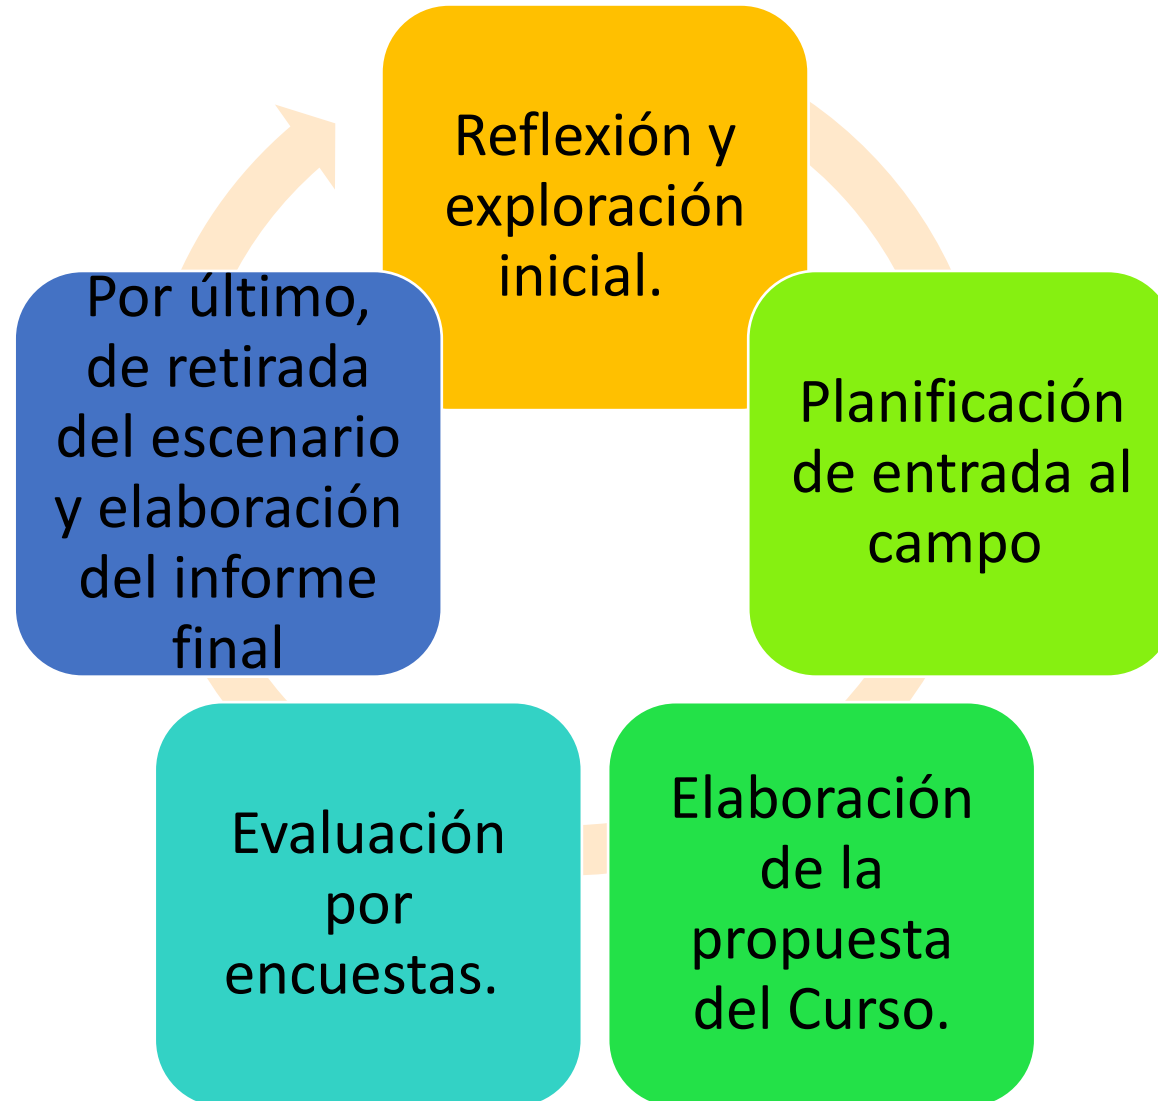 Reflexión y
exploración
inicial.
Planificación
de entrada al
campo
Elaboración
de la
propuesta
del Curso.
Evaluación
por
encuestas.
Por último,
de retirada
del escenario
y elaboración
del informe
final